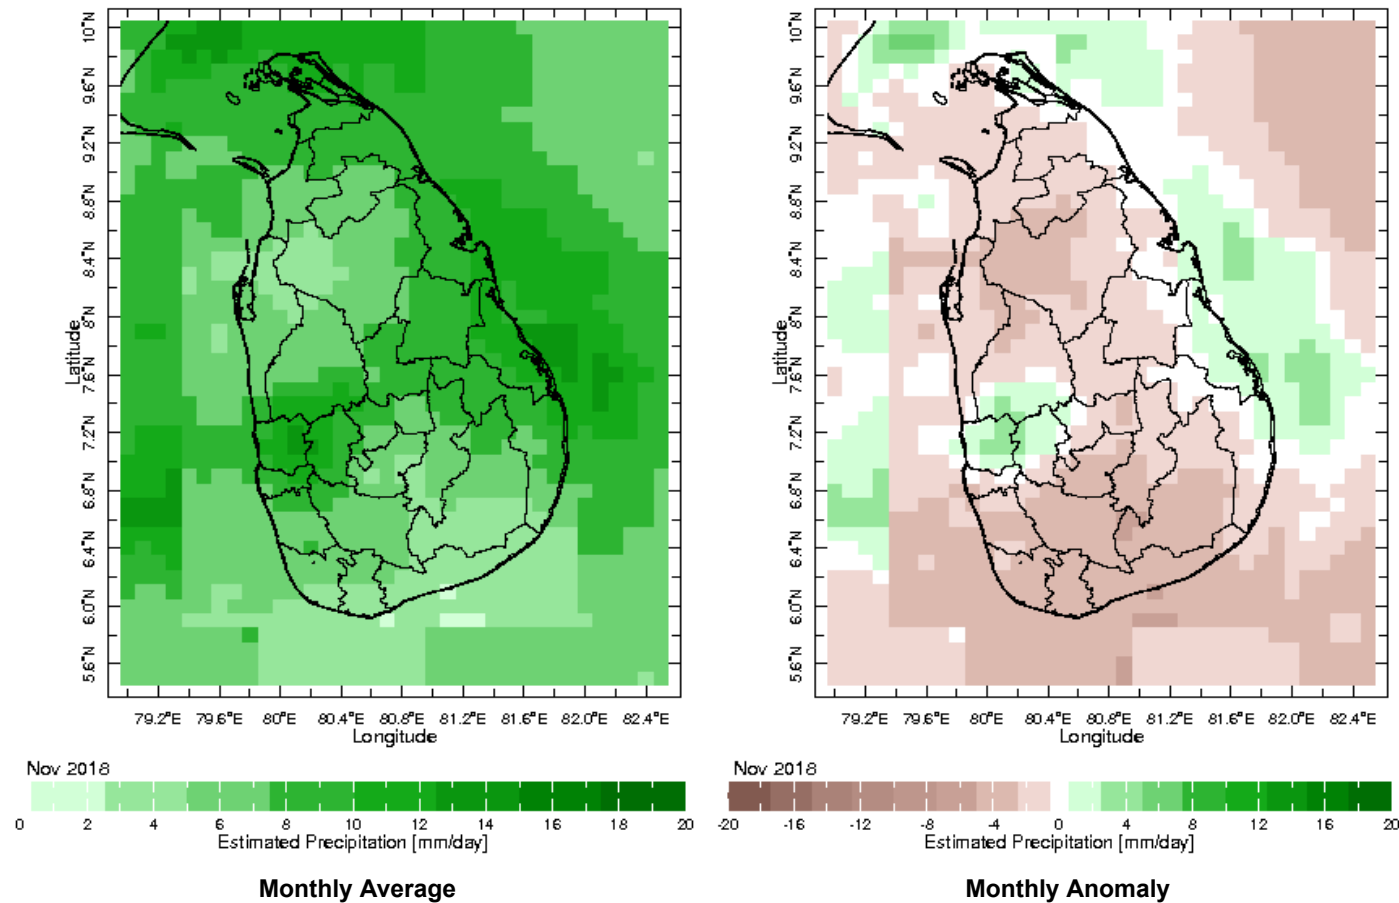 10°N
9.6°N
9.2°N
8.8°N
8.4°N
8°N
7.6°N
7.2°N
6.8°N
6.4°N
6.0°N
5.6°N
Latitude
79.2°E 79.6°E 80°E 80.4°E 80.8°E 81.2°E 81.6°E 82.0°E 82.4°E
Longitude
Nov 2018
0 2 4 6 8 10 12 14 16 18 20
Estimated Precipitation [mm/day]
Monthly Average
10°N
9.6°N
9.2°N
8.8°N
8.4°N
8°N
7.6°N
7.2°N
6.8°N
6.4°N
6.0°N
5.6°N
Latitude
79.2°E 79.6°E 80°E 80.4°E 80.8°E 81.2°E 81.6°E 82.0°E 82.4°E
Longitude
Nov 2018
-20 -16 -12 -8 -4 0 4 8 12 16 20
Estimated Precipitation [mm/day]
Monthly Anomaly